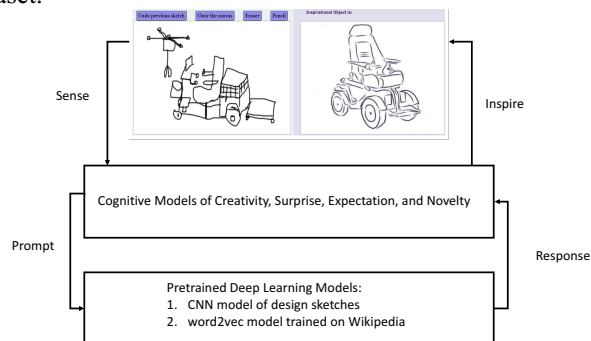 aset.
Undo previous sketch Clear the canvas Eraser Pencil
Inspirational Object is:
Sense
Inspire
Cognitive Models of Creativity, Surprise, Expectation, and Novelty
Prompt
Response
Pretrained Deep Learning Models:
1. CNN model of design sketches
2. word2vec model trained on Wikipedia